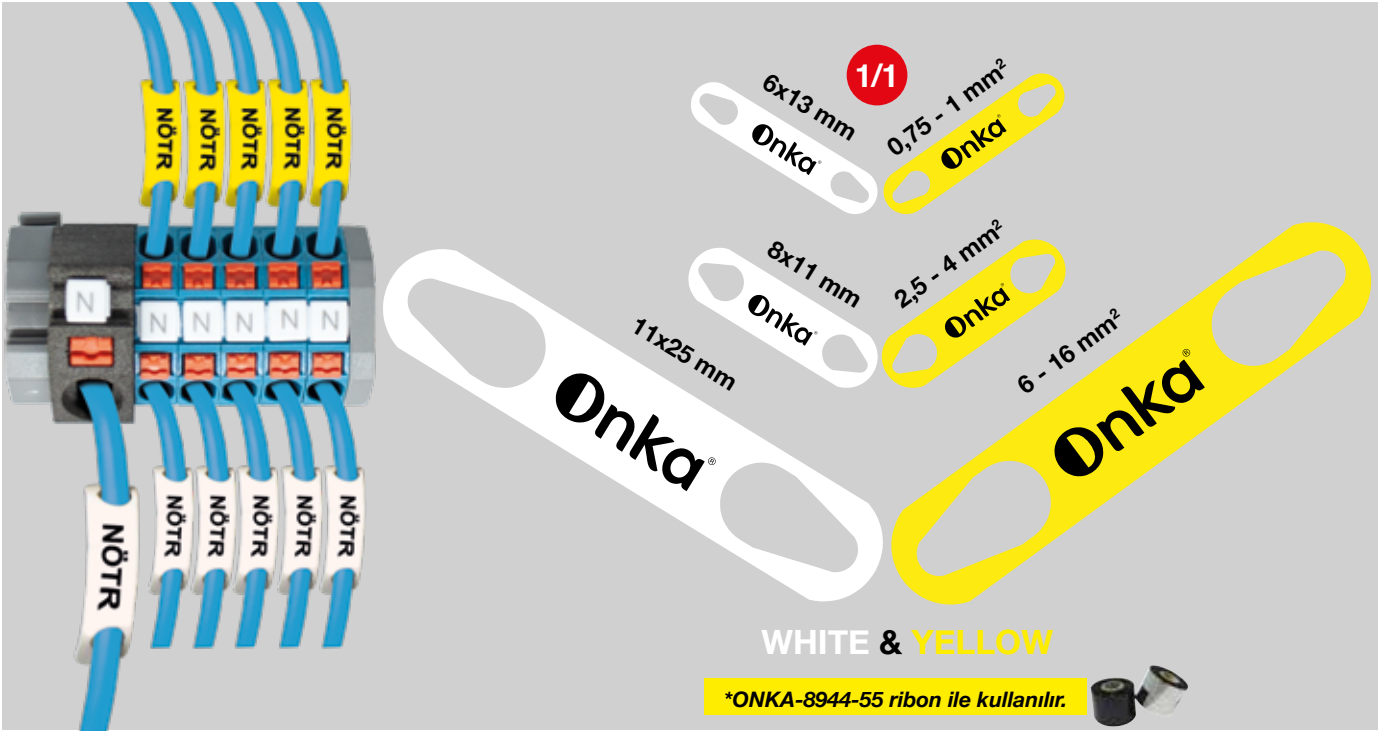 NÖTR NÖTR NÖTR NÖTR NÖTR
N
N N N N N
NÖTR NÖTR NÖTR NÖTR NÖTR
NÖTR
1/1
6x13 mm
0,75 - 1 mm²
Onka®
Onka®
8x11 mm
2,5 - 4 mm²
Onka®
Onka®
11x25 mm
6 - 16 mm²
Onka®
Onka®
WHITE & YELLOW
*ONKA-8944-55 ribon ile kullanılır.